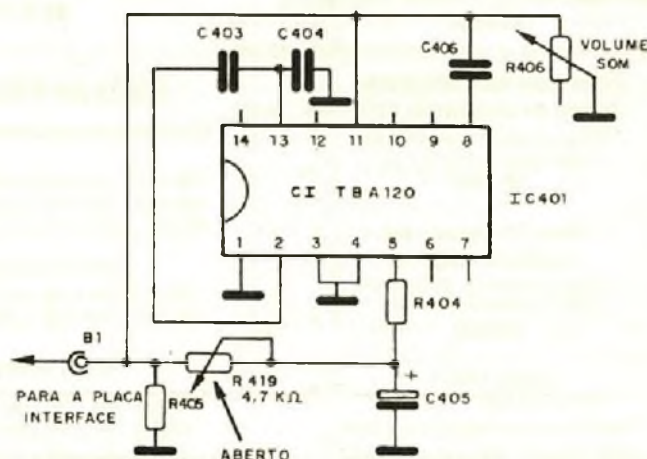 C403
C404
C406
R406
VOLUME
SOM
14 13 12 11 10 9 8
CI TBA120
IC401
1 2 3 4 5 6 7
R404
B1
PARA A PLACA
INTERFACE
R405
R419
4,7 KΩ
ABERTO
+
C405